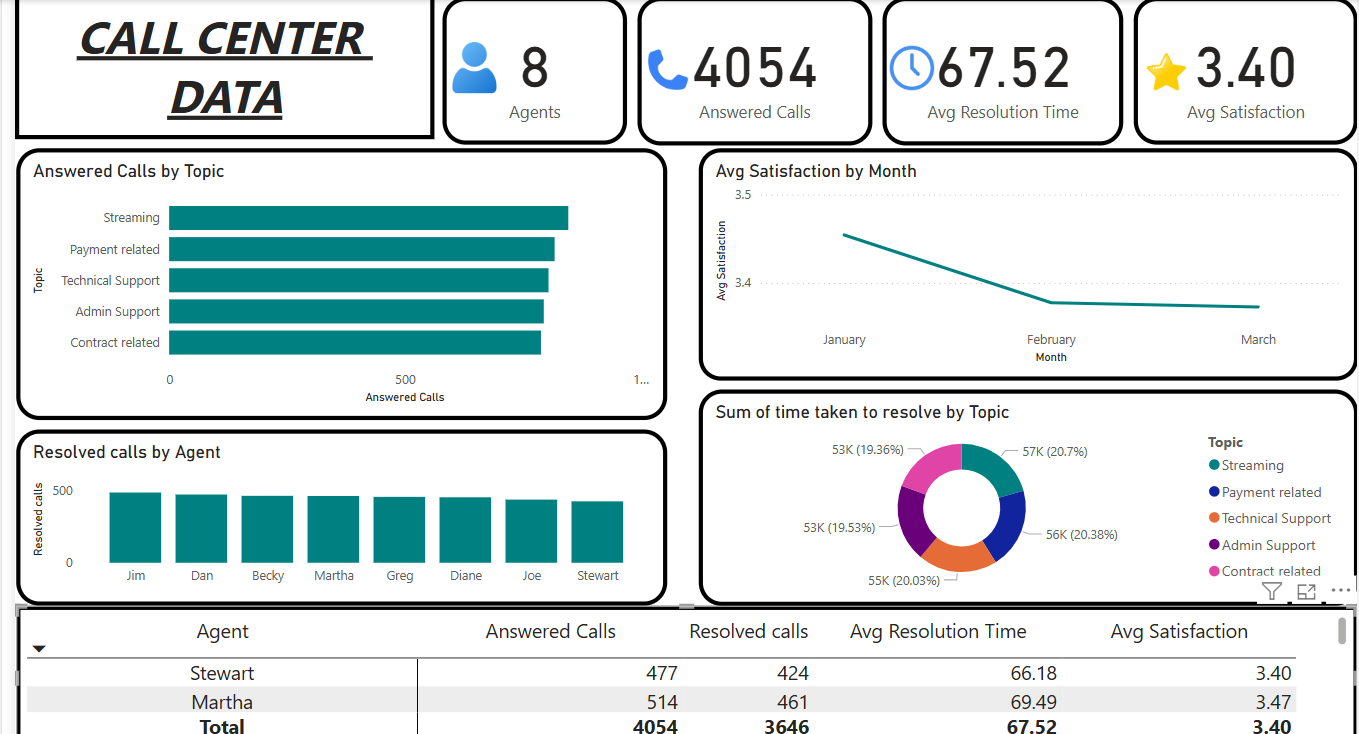 CALL CENTER
DATA
8
Agents
4054
Answered Calls
67.52
Avg Resolution Time
3.40
Avg Satisfaction
Answered Calls by Topic
Topic
Streaming
Payment related
Technical Support
Admin Support
Contract related
0
500
1...
Answered Calls
Avg Satisfaction by Month
Avg Satisfaction
3.5
3.4
January
February
March
Month
Resolved calls by Agent
Resolved calls
500
0
Jim
Dan
Becky
Martha
Greg
Diane
Joe
Stewart
Sum of time taken to resolve by Topic
53K (19.36%)
57K (20.7%)
53K (19.53%)
56K (20.38%)
55K (20.03%)
Topic
Streaming
Payment related
Technical Support
Admin Support
Contract related
Agent Answered Calls Resolved calls Avg Resolution Time Avg Satisfaction
Stewart 477 424 66.18 3.40
Martha 514 461 69.49 3.47
Total 4054 3646 67.52 3.40